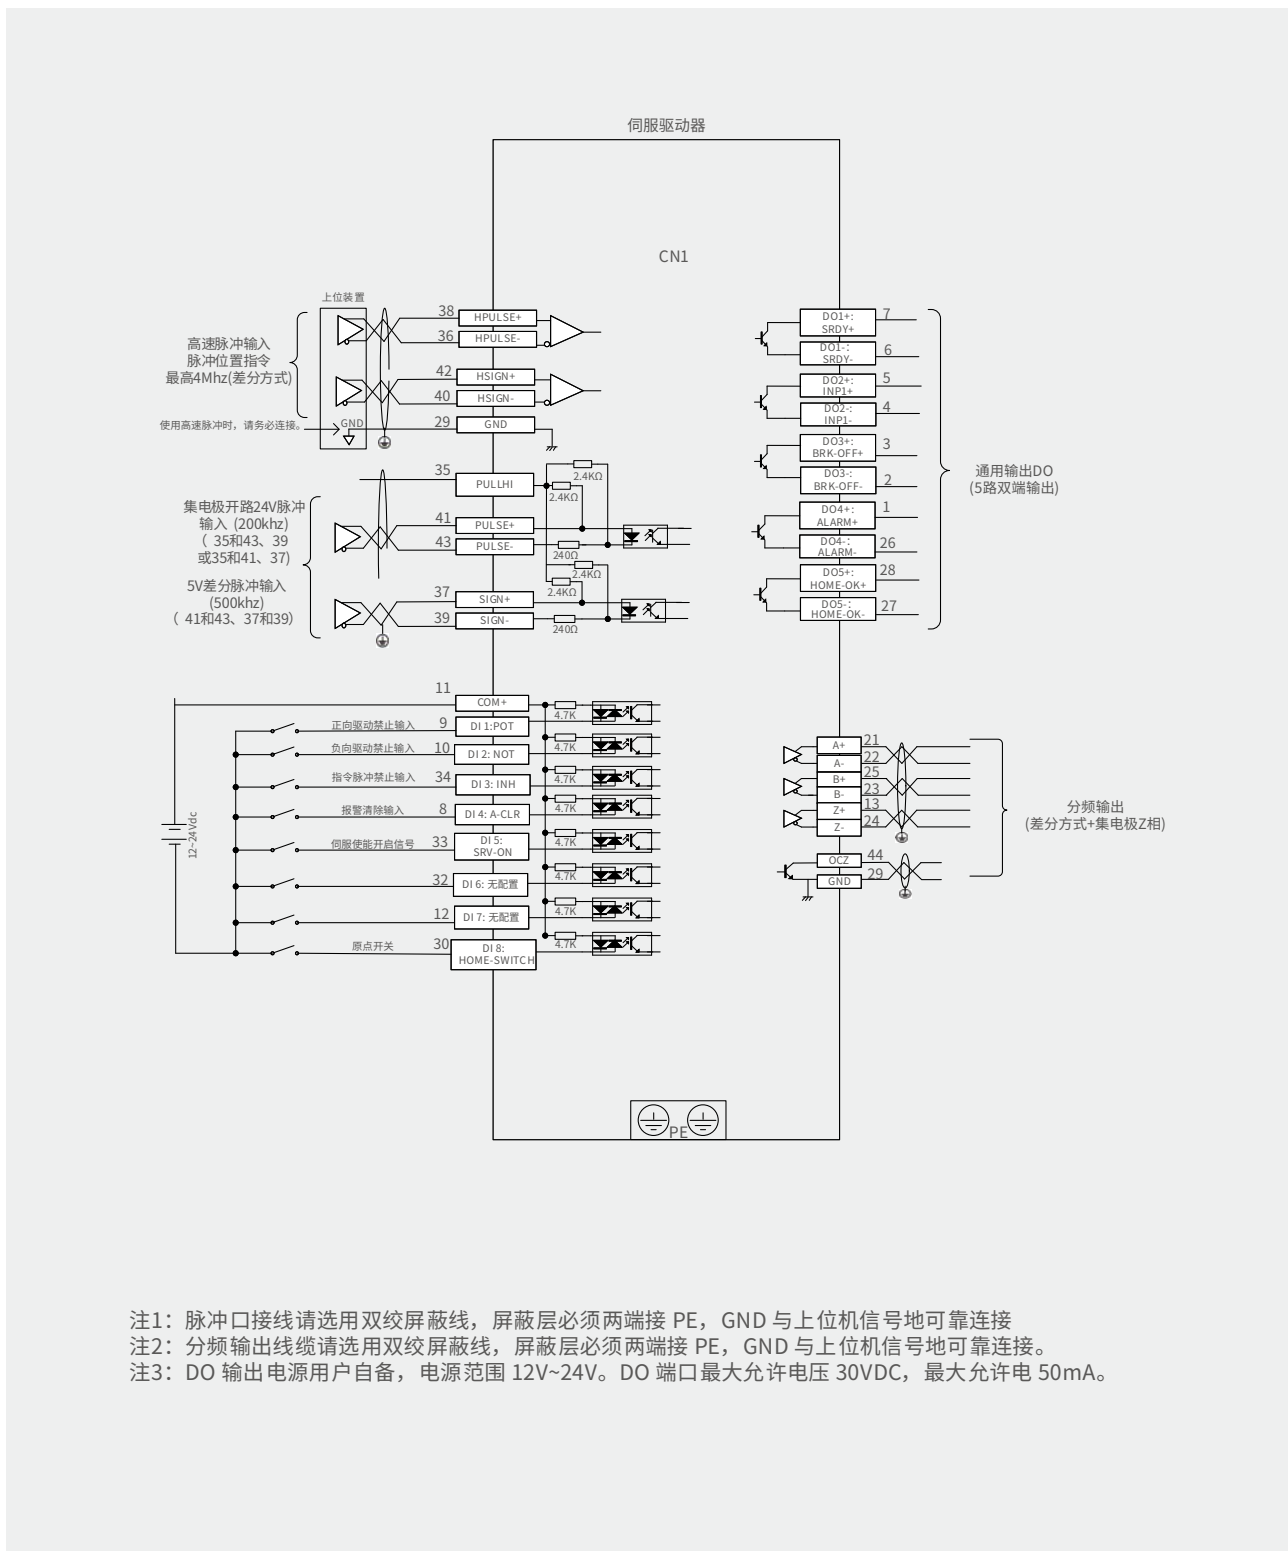 伺服驱动器
CN1
上位装置
高速脉冲输入
脉冲位置指令
最高4Mhz(差分方式)
使用高速脉冲时，请务必连接。
GND
38
HPULSE+
36
HPULSE-
42
HSIGN+
40
HSIGN-
29
GND
35
PULLHI
2.4KΩ
2.4KΩ
集电极开路24V脉冲
输入 (200khz)
（ 35和43、39
或35和41、37)
5V差分脉冲输入
(500khz)
（ 41和43、37和39）
41
PULSE+
43
PULSE-
240Ω
2.4KΩ
2.4KΩ
37
SIGN+
39
SIGN-
240Ω
11
COM+
4.7K
正向驱动禁止输入
9
DI 1:POT
4.7K
负向驱动禁止输入
10
DI 2: NOT
4.7K
指令脉冲禁止输入
34
DI 3: INH
4.7K
报警清除输入
8
DI 4: A-CLR
4.7K
12~24Vdc
伺服使能开启信号
33
DI 5:
SRV-ON
4.7K
32
DI 6: 无配置
4.7K
12
DI 7: 无配置
4.7K
原点开关
30
DI 8:
HOME-SWITCH
DO1+:
SRDY+
7
DO1-:
SRDY-
6
DO2+:
INP1+
5
DO2-:
INP1-
4
DO3+:
BRK-OFF+
3
DO3-:
BRK-OFF-
2
DO4+:
ALARM+
1
DO4-:
ALARM-
26
DO5+:
HOME-OK+
28
DO5-:
HOME-OK-
27
通用输出DO
(5路双端输出)
A+
21
A-
22
B+
25
B-
23
Z+
13
Z-
24
OCZ
44
GND
29
分频输出
(差分方式+集电极Z相)
PE
注1：脉冲口接线请选用双绞屏蔽线，屏蔽层必须两端接 PE，GND 与上位机信号地可靠连接
注2：分频输出线缆请选用双绞屏蔽线，屏蔽层必须两端接 PE，GND 与上位机信号地可靠连接。
注3：DO 输出电源用户自备，电源范围 12V~24V。DO 端口最大允许电压 30VDC，最大允许电 50mA。